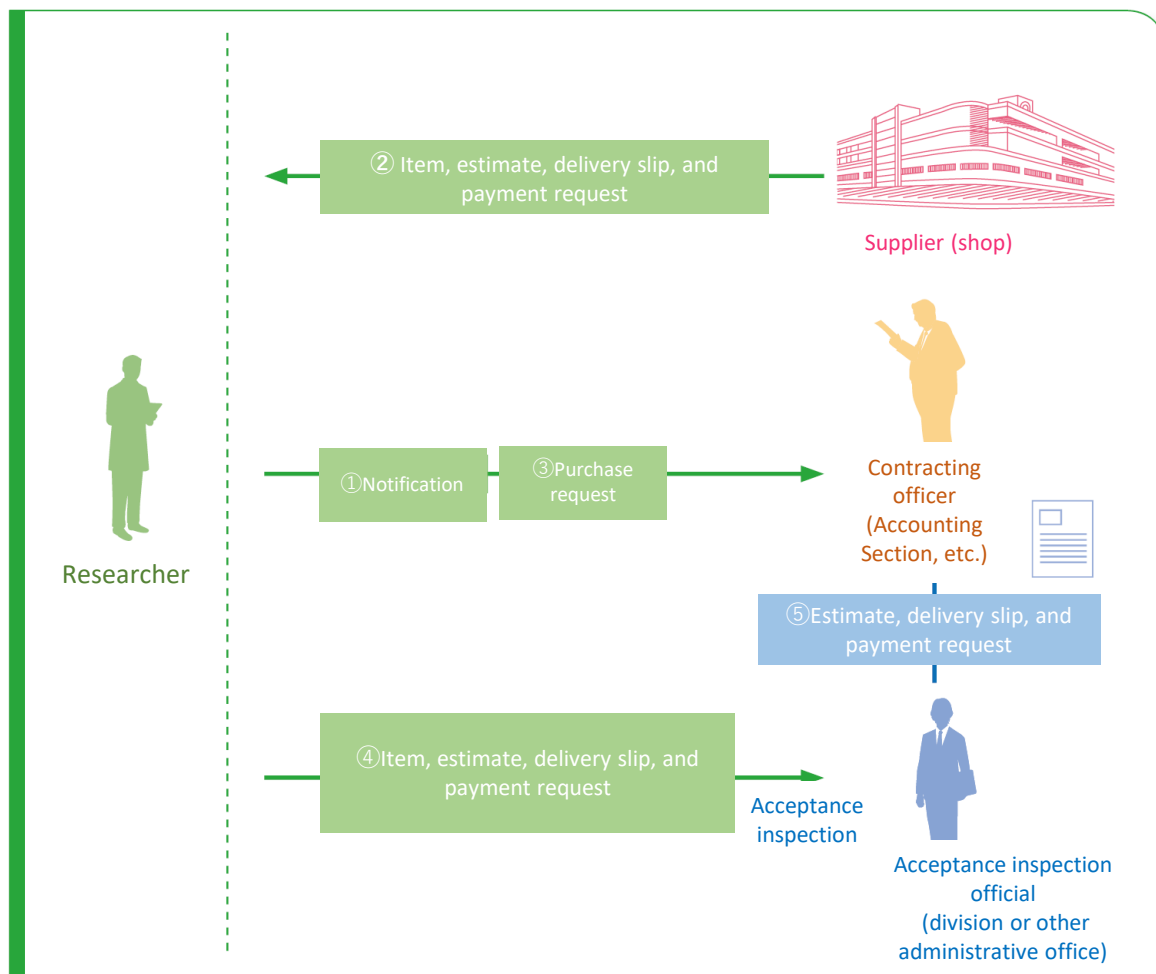 ② Item, estimate, delivery slip, and
payment request
Supplier (shop)
①Notification
③Purchase
request
Contracting
officer
(Accounting
Section, etc.)
Researcher
⑤Estimate, delivery slip, and
payment request
④Item, estimate, delivery slip, and
payment request
Acceptance
inspection
Acceptance inspection
official
(division or other
administrative office)